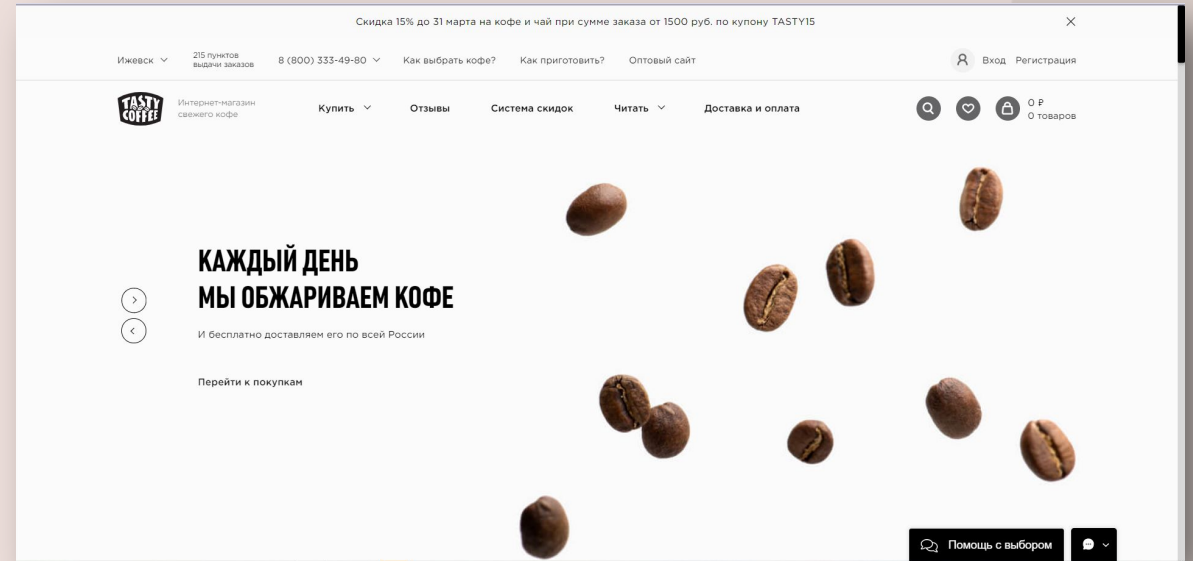 Скидка 15% до 31 марта на кофе и чай при сумме заказа от 1500 руб. по купону TASTY15
Ижевск
215 пунктов
выдачи заказов
8 (800) 333-49-80
Как выбрать кофе?
Как приготовить?
Оптовый сайт
Вход
Регистрация
TASTY
COFFEE
Интернет-магазин
свежего кофе
Купить
Отзывы
Система скидок
Читать
Доставка и оплата
0 ₽
0 товаров
КАЖДЫЙ ДЕНЬ
МЫ ОБЖАРИВАЕМ КОФЕ
И бесплатно доставляем его по всей России
Перейти к покупкам
Помощь с выбором